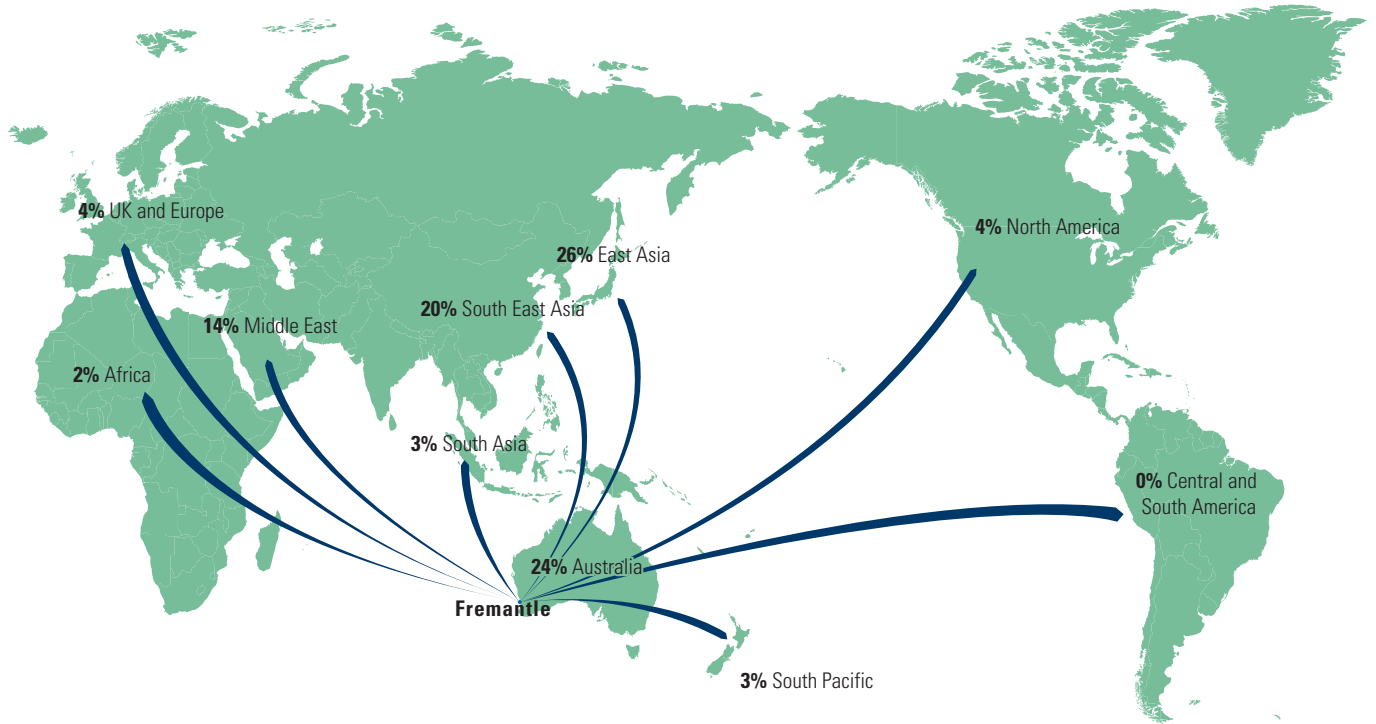 4% UK and Europe
4% North America
26% East Asia
20% South East Asia
14% Middle East
2% Africa
3% South Asia
0% Central and
South America
24% Australia
Fremantle
3% South Pacific